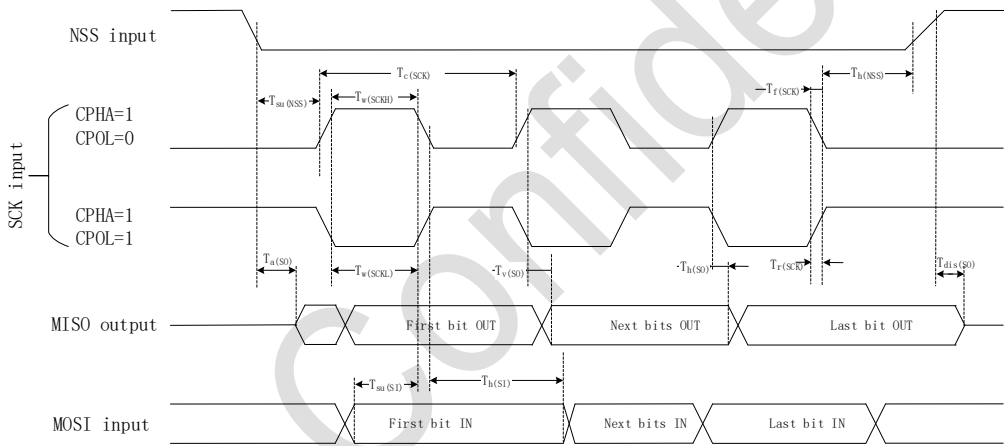 NSS input
Tc(SCK)
Th(NSS)
Tsu(NSS)
Tw(SCKH)
Tf(SCK)
CPHA=1
CPOL=0
SCK input
CPHA=1
CPOL=1
Ta(SO)
Tw(SCKL)
Tv(SO)
Th(SO)
Tr(SCK)
Tdis(SO)
MISO output
First bit OUT
Next bits OUT
Last bit OUT
Tsu(SI)
Th(SI)
MOSI input
First bit IN
Next bits IN
Last bit IN